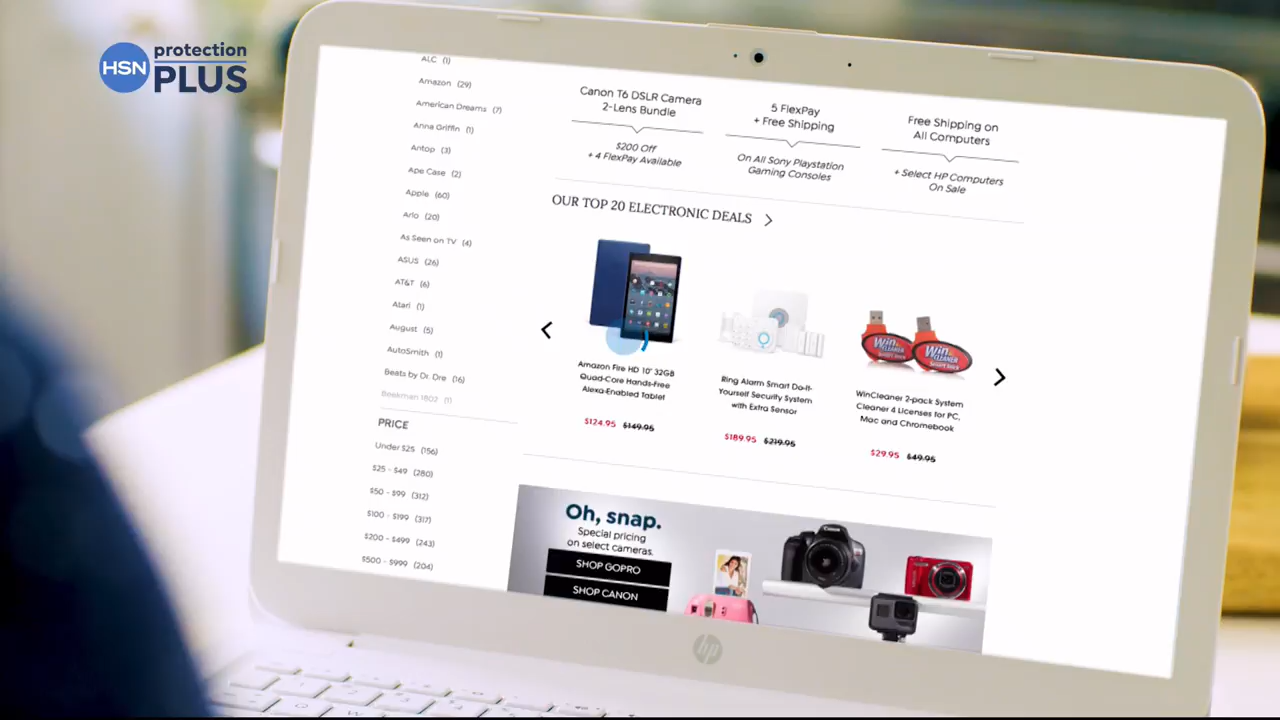 HSN
protection
PLUS
ALC (1)
Amazon (29)
American Dreams (7)
Anna Griffin (1)
Antop (3)
Ape Case (2)
Apple (60)
Arlo (20)
As Seen on TV (4)
ASUS (26)
AT&T (6)
Atari (1)
August (5)
AutoSmith (1)
Beats by Dr. Dre (16)
Beekman 1802 (1)
PRICE
Under $25 (156)
$25 - $49 (280)
$50 - $99 (312)
$100 - $199 (317)
$200 - $499 (243)
$500 - $999 (204)
Canon T6 DSLR Camera
2-Lens Bundle
$200 Off
+ 4 FlexPay Available
5 FlexPay
+ Free Shipping
On All Sony Playstation
Gaming Consoles
Free Shipping on
All Computers
+ Select HP Computers
On Sale
OUR TOP 20 ELECTRONIC DEALS
Amazon Fire HD 10" 32GB
Quad-Core Hands-Free
Alexa-Enabled Tablet
$124.95 $149.95
Ring Alarm Smart Do-It-
Yourself Security System
with Extra Sensor
$189.95 $219.95
Win
CLEANER
Win
CLEANER
WinCleaner 2-pack System
Cleaner 4 Licenses for PC,
Mac and Chromebook
$29.95 $49.95
Oh, snap.
Special pricing
on select cameras.
SHOP GOPRO
SHOP CANON
Canon
hp